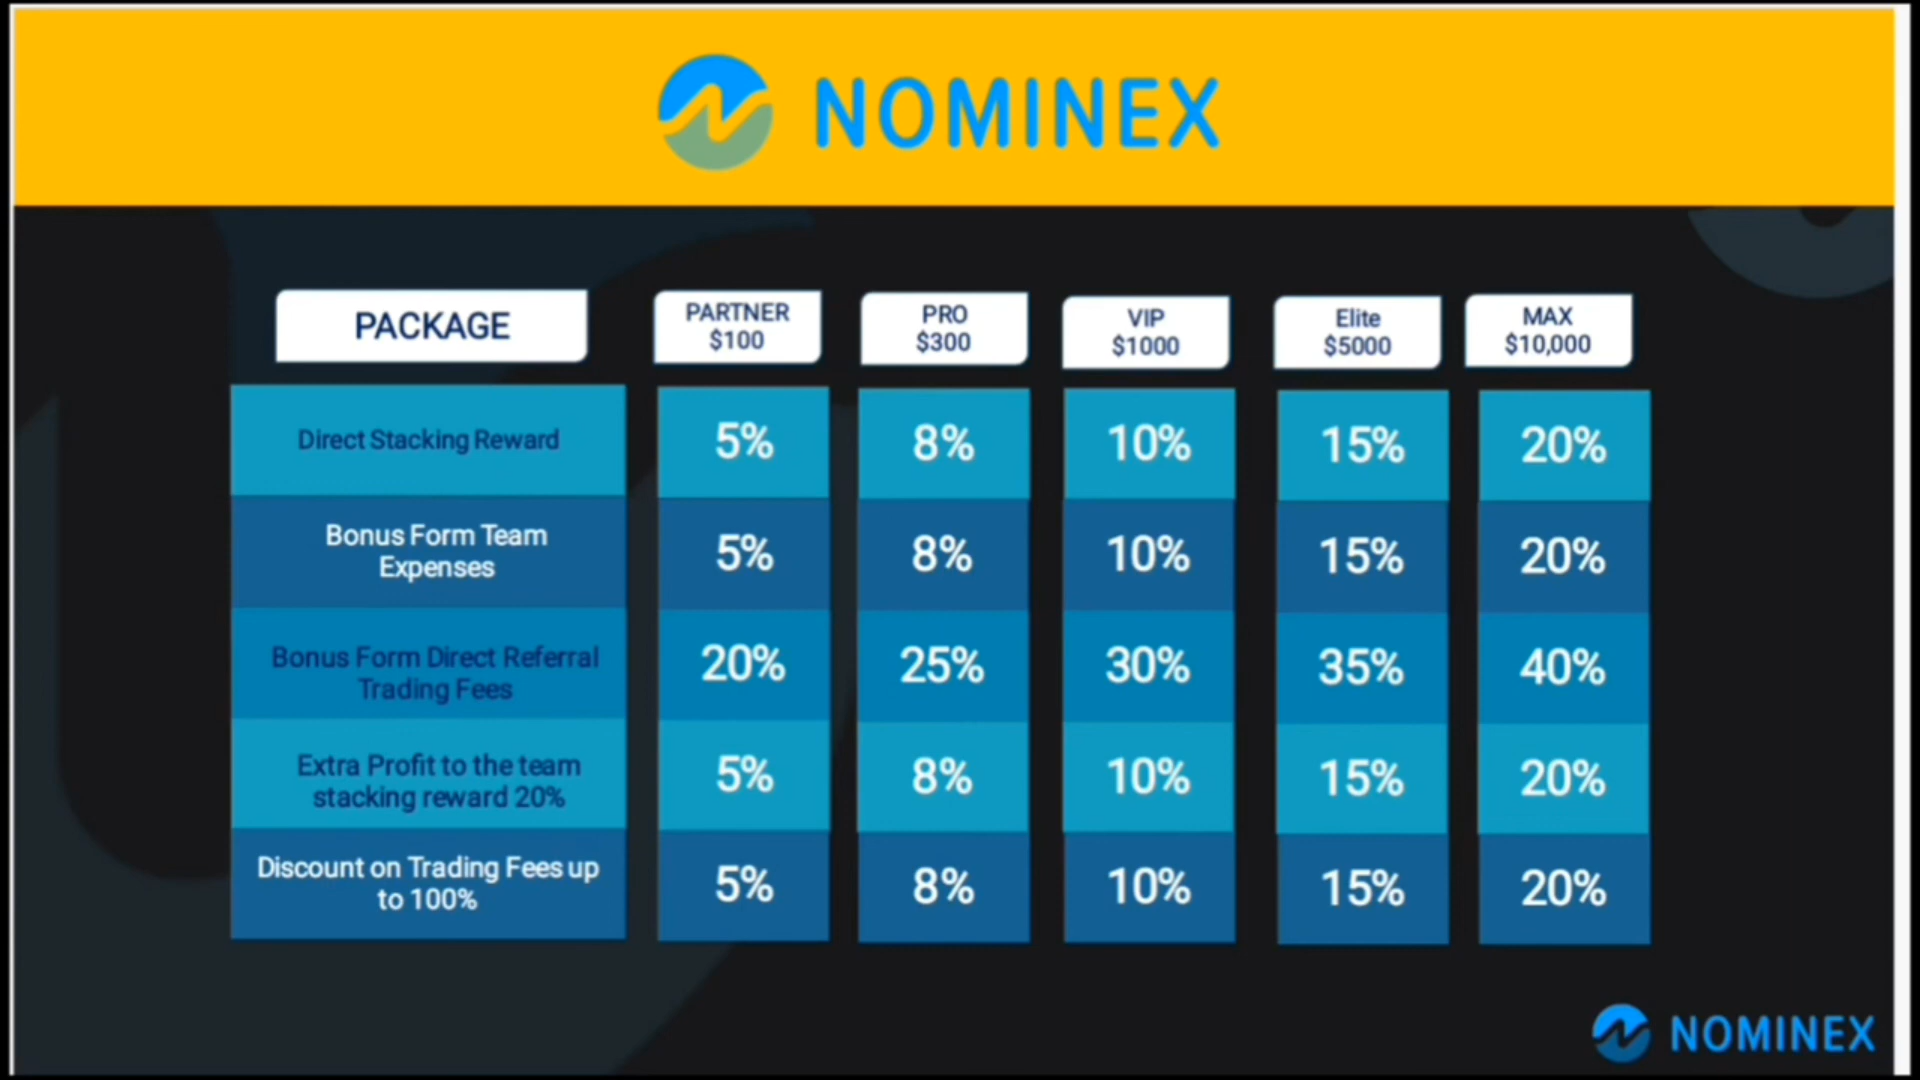 NOMINEX
PACKAGE
PARTNER
$100
PRO
$300
VIP
$1000
Elite
$5000
MAX
$10,000
Direct Stacking Reward
5%
8%
10%
15%
20%
Bonus Form Team
Expenses
5%
8%
10%
15%
20%
Bonus Form Direct Referral
Trading Fees
20%
25%
30%
35%
40%
Extra Profit to the team
stacking reward 20%
5%
8%
10%
15%
20%
Discount on Trading Fees up
to 100%
5%
8%
10%
15%
20%
NOMINEX